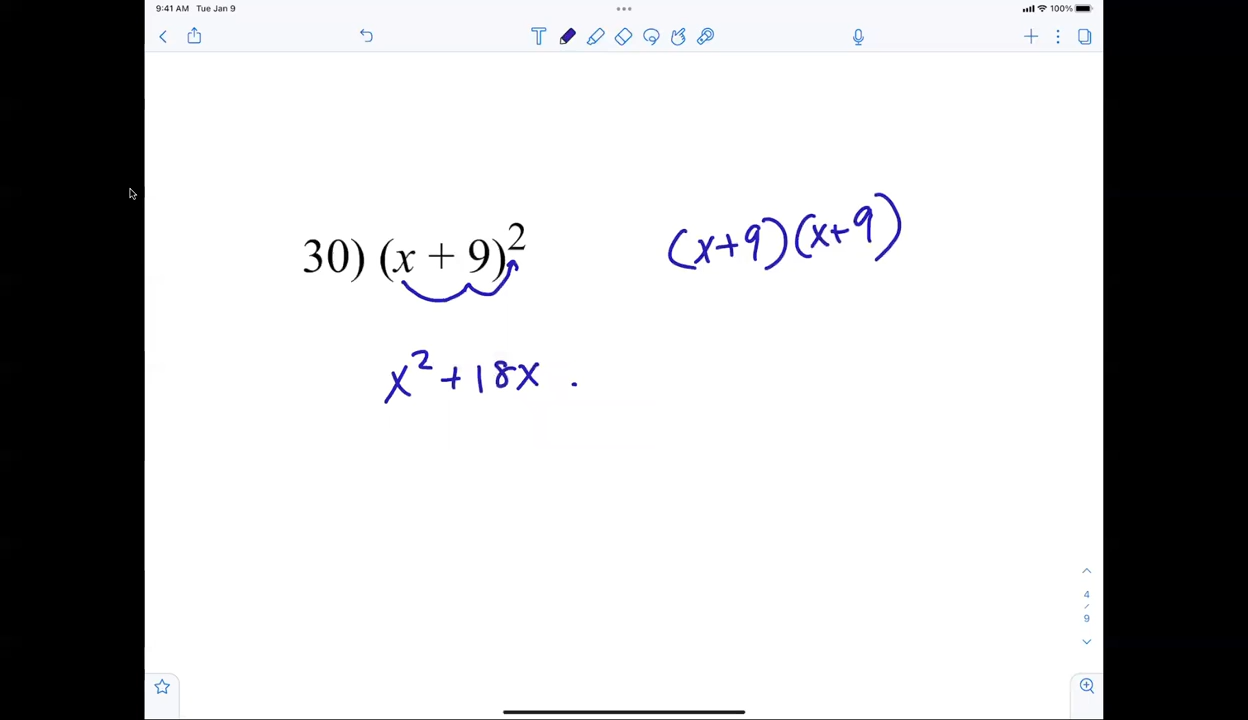 9:41 AM Tue Jan 9
100%
T
30) (x + 9)²
(x+9)(x+9)
x² + 18x
4
/
9